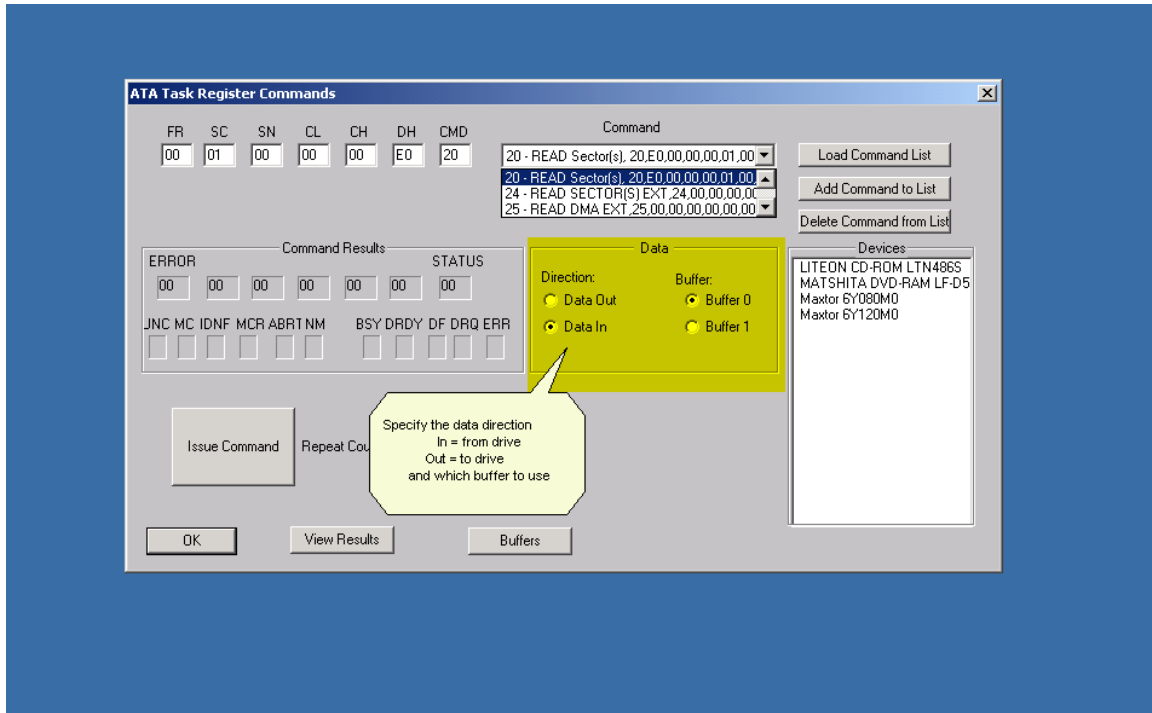 ATA Task Register Commands
FR SC SN CL CH DH CMD
00 01 00 00 00 E0 20
Command
20 - READ Sector(s), 20,E0,00,00,00,01,00
20 - READ Sector(s), 20,E0,00,00,00,01,00,
24 - READ SECTOR(S) EXT,24,00,00,00,00
25 - READ DMA EXT,25,00,00,00,00,00,00
Load Command List
Add Command to List
Delete Command from List
Command Results
ERROR STATUS
00 00 00 00 00 00 00
UNC MC IDNF MCR ABRT NM BSY DRDY DF DRQ ERR
Data
Direction:
Data Out
Data In
Buffer:
Buffer 0
Buffer 1
Devices
LITEON CD-ROM LTN486S
MATSHITA DVD-RAM LF-D5
Maxtor 6Y080M0
Maxtor 6Y120M0
Specify the data direction
In = from drive
Out = to drive
and which buffer to use
Issue Command
Repeat Cou
OK
View Results
Buffers